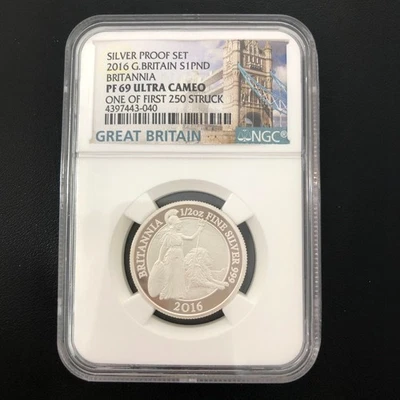 SILVER PROOF SET
2016 G.BRITAIN S1PND
BRITANNIA
PF 69 ULTRA CAMEO
ONE OF FIRST 250 STRUCK
4397443-040
GREAT BRITAIN
NGC®
BRITANNIA 1/2oz FINE SILVER 999
2016